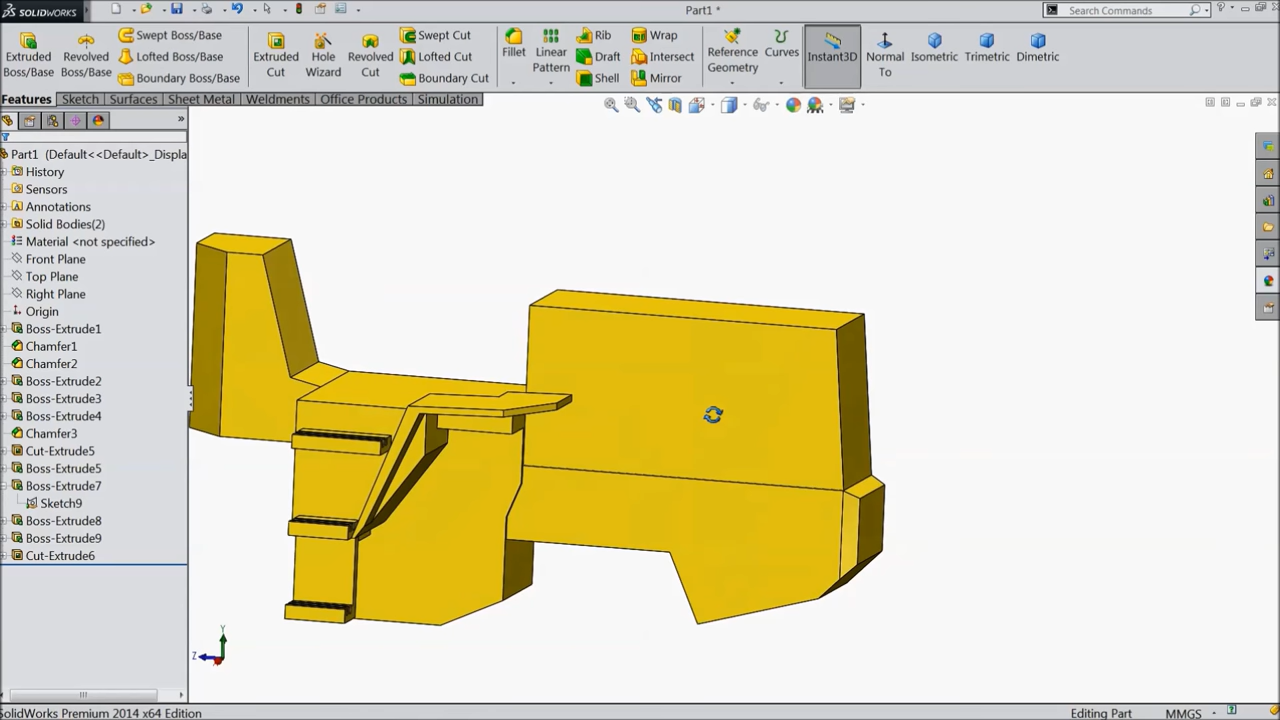 SOLIDWORKS
Part1 *
Search Commands
Extruded Boss/Base
Revolved Boss/Base
Swept Boss/Base
Lofted Boss/Base
Boundary Boss/Base
Extruded Cut
Hole Wizard
Revolved Cut
Swept Cut
Lofted Cut
Boundary Cut
Fillet
Linear Pattern
Rib
Draft
Shell
Wrap
Intersect
Mirror
Reference Geometry
Curves
Instant3D
Normal To
Isometric
Trimetric
Dimetric
Features
Sketch
Surfaces
Sheet Metal
Weldments
Office Products
Simulation
Part1 (Default<<Default>_Displa
History
Sensors
Annotations
Solid Bodies(2)
Material <not specified>
Front Plane
Top Plane
Right Plane
Origin
Boss-Extrude1
Chamfer1
Chamfer2
Boss-Extrude2
Boss-Extrude3
Boss-Extrude4
Chamfer3
Cut-Extrude5
Boss-Extrude5
Boss-Extrude7
Sketch9
Boss-Extrude8
Boss-Extrude9
Cut-Extrude6
Y
Z
SolidWorks Premium 2014 x64 Edition
Editing Part
MMGS